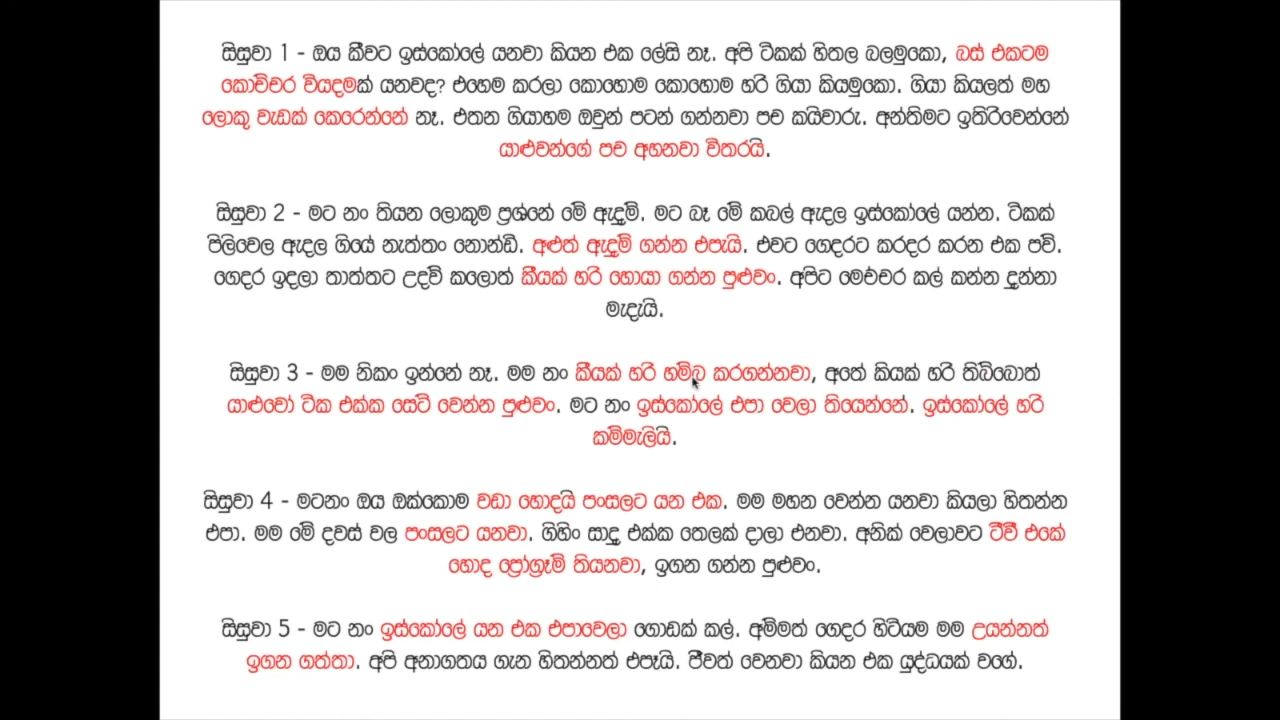 සිසුවා 1 - ඔය කීවට ඉස්කෝලේ යනවා කියන එක ලේසි නෑ. අපි ටිකක් හිතල බලමුකො, බස් එකටම
කොච්චර වියදමක් යනවද? එහෙම කරලා කොහොම කොහොම හරි ගියා කියමුකො. ගියා කියලත් මහ
ලොකු වැඩක් කෙරෙන්නේ නෑ. එතන ගියාහම ඔවුන් පටන් ගන්නවා පච කයිවාරු. අන්තිමට ඉතිරිවෙන්නේ
යාළුවන්ගේ පච අහනවා විතරයි.
සිසුවා 2 - මට නං තියන ලොකුම ප්‍රශ්නේ මේ ඇඳුම්. මට බෑ මේ කබල් ඇඳල ඉස්කෝලේ යන්න. ටිකක්
පිලිවෙල ඇඳල ගියේ නැත්තං නොන්ඩි. අළුත් ඇඳුම් ගන්න එපැයි. එවට ගෙදරට කරදර කරන එක පව්.
ගෙදර ඉඳලා තාත්තට උදව් කලොත් කීයක් හරි හොයා ගන්න පුළුවං. අපිට මෙච්චර කල් කන්න දුන්නා
මැදැයි.
සිසුවා 3 - මම නිකං ඉන්නේ නෑ. මම නං කීයක් හරි හම්බ කරගන්නවා, අතේ කියක් හරි තිබ්බොත්
යාළුවෝ ටික එක්ක සෙට් වෙන්න පුළුවං. මට නං ඉස්කෝලේ එපා වෙලා තියෙන්නේ. ඉස්කෝලේ හරි
කම්මැලියි.
සිසුවා 4 - මටනං ඔය ඔක්කොම වඩා හොඳයි පංසලට යන එක. මම මහන වෙන්න යනවා කියලා හිතන්න
එපා. මම මේ දවස් වල පංසලට යනවා. ගිහිං සාදු එක්ක තෙලක් දාලා එනවා. අනික් වෙලාවට ටීවී එකේ
හොඳ ප්‍රෝග්‍රෑම් තියනවා, ඉගන ගන්න පුළුවං.
සිසුවා 5 - මට නං ඉස්කෝලේ යන එක එපාවෙලා ගොඩක් කල්. අම්මත් ගෙදර හිටියම මම උයන්නත්
ඉගන ගත්තා. අපි අනාගතය ගැන හිතන්නත් එපෑයි. ජීවත් වෙනවා කියන එක යුද්ධයක් වගේ.